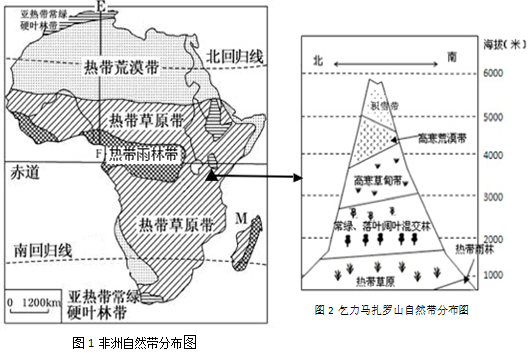 亚热带常绿
硬叶林带
E
热带荒漠带
北回归线
热带草原带
F
热带雨林带
赤道
热带草原带
M
南回归线
0 1200km
亚热带常绿
硬叶林带
图1 非洲自然带分布图
海拔(米)
北
南
6000
积雪带
5000
高寒荒漠带
4000
高寒草甸带
3000
常绿、落叶阔叶混交林
2000
热带雨林
1000
热带草原
图2 乞力马扎罗山自然带分布图